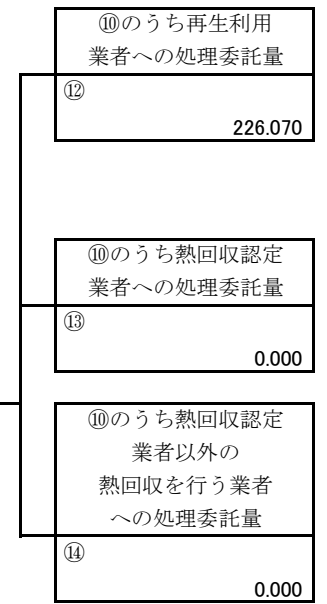 ⑩のうち再生利用
業者への処理委託量
⑫
226.070
⑩のうち熱回収認定
業者への処理委託量
⑬
0.000
⑩のうち熱回収認定
業者以外の
熱回収を行う業者
への処理委託量
⑭
0.000